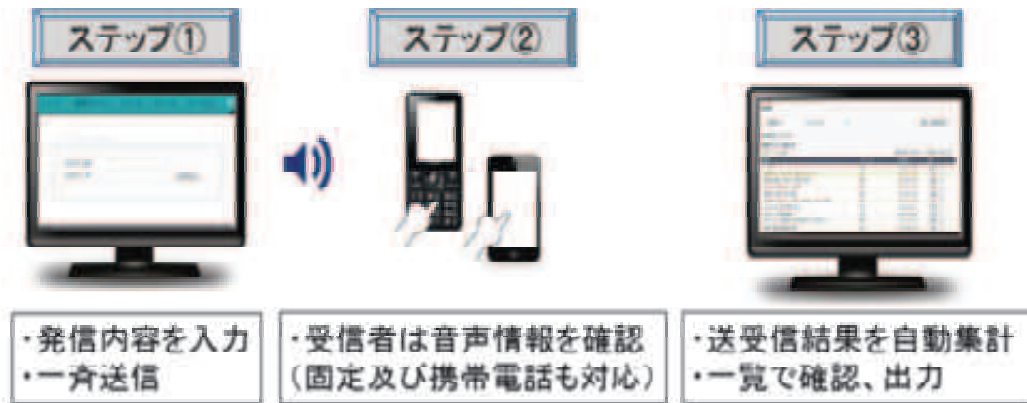 ステップ①
ステップ②
ステップ③
・発信内容を入力
・一斉送信
・受信者は音声情報を確認
（固定及び携帯電話も対応）
・送受信結果を自動集計
・一覧で確認、出力